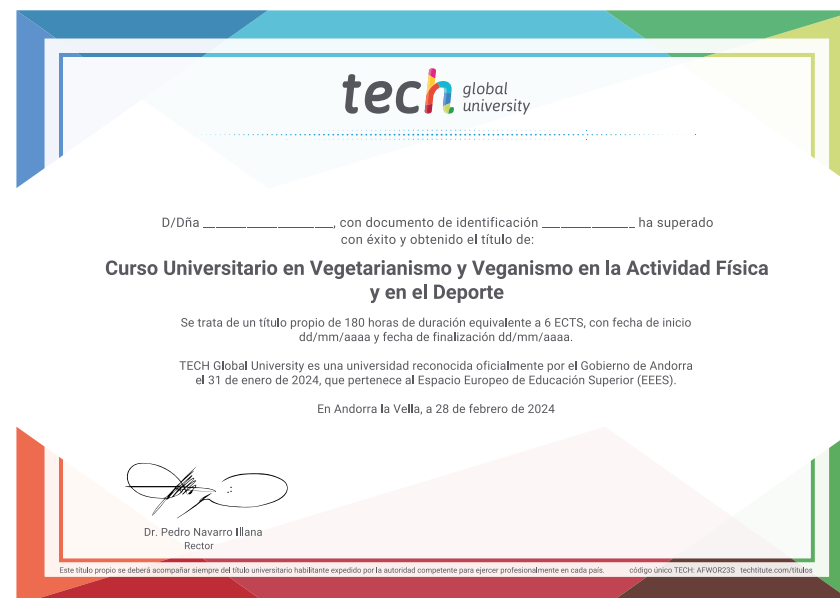 tech global university
D/Dña ____________________, con documento de identificación ______________ ha superado
con éxito y obtenido el título de:
Curso Universitario en Vegetarianismo y Veganismo en la Actividad Física
y en el Deporte
Se trata de un título propio de 180 horas de duración equivalente a 6 ECTS, con fecha de inicio
dd/mm/aaaa y fecha de finalización dd/mm/aaaa.
TECH Global University es una universidad reconocida oficialmente por el Gobierno de Andorra
el 31 de enero de 2024, que pertenece al Espacio Europeo de Educación Superior (EEES).
En Andorra la Vella, a 28 de febrero de 2024
Dr. Pedro Navarro Illana
Rector
Este título propio se deberá acompañar siempre del título universitario habilitante expedido por la autoridad competente para ejercer profesionalmente en cada país. código único TECH: AFWOR23S techtitute.com/titulos